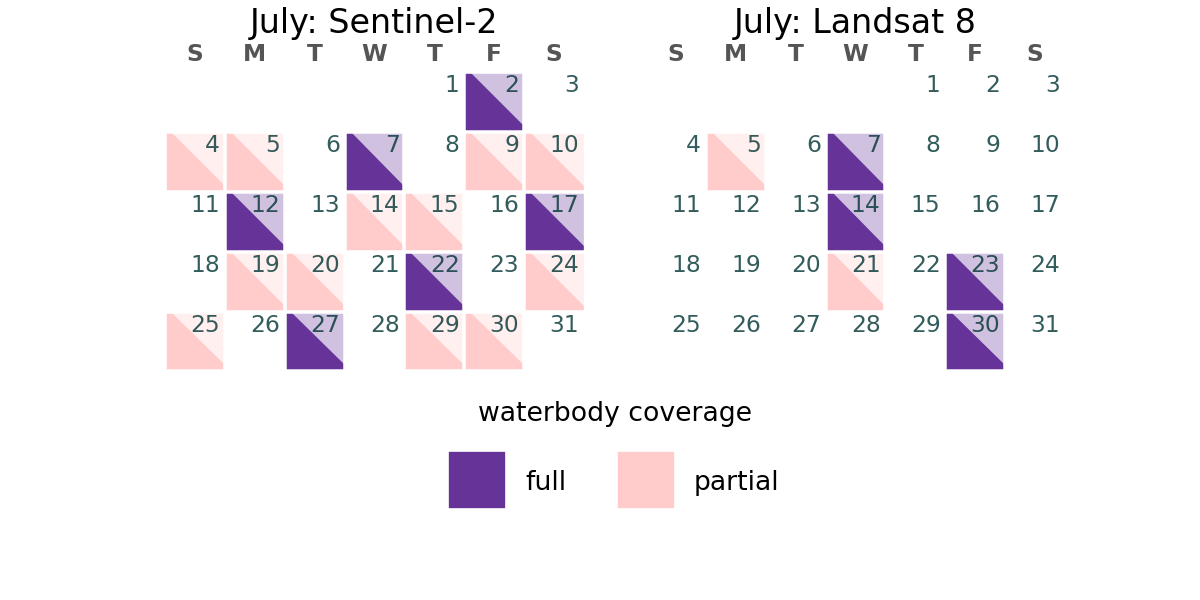 July: Sentinel-2
S M T W T F S
1 2 3
4 5 6 7 8 9 10
11 12 13 14 15 16 17
18 19 20 21 22 23 24
25 26 27 28 29 30 31
July: Landsat 8
S M T W T F S
1 2 3
4 5 6 7 8 9 10
11 12 13 14 15 16 17
18 19 20 21 22 23 24
25 26 27 28 29 30 31
waterbody coverage
full
partial